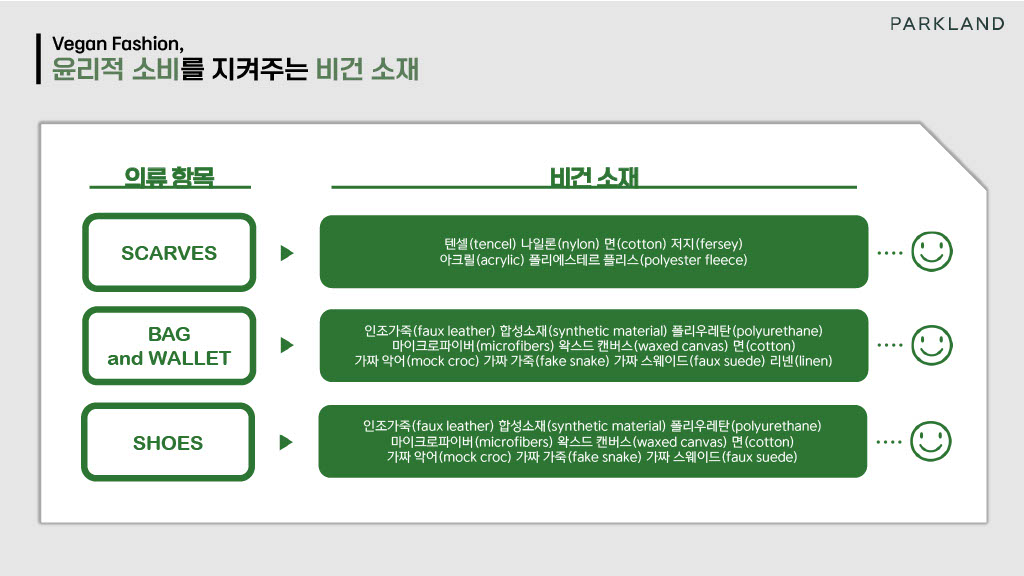 PARKLAND
Vegan Fashion,
윤리적 소비를 지켜주는 비건 소재
의류 항목
비건 소재
SCARVES
텐셀(tencel) 나일론(nylon) 면(cotton) 저지(fersey)
아크릴(acrylic) 폴리에스테르 플리스(polyester fleece)
BAG
and WALLET
인조가죽(faux leather) 합성소재(synthetic material) 폴리우레탄(polyurethane)
마이크로파이버(microfibers) 왁스드 캔버스(waxed canvas) 면(cotton)
가짜 악어(mock croc) 가짜 가죽(fake snake) 가짜 스웨이드(faux suede) 리넨(linen)
SHOES
인조가죽(faux leather) 합성소재(synthetic material) 폴리우레탄(polyurethane)
마이크로파이버(microfibers) 왁스드 캔버스(waxed canvas) 면(cotton)
가짜 악어(mock croc) 가짜 가죽(fake snake) 가짜 스웨이드(faux suede)